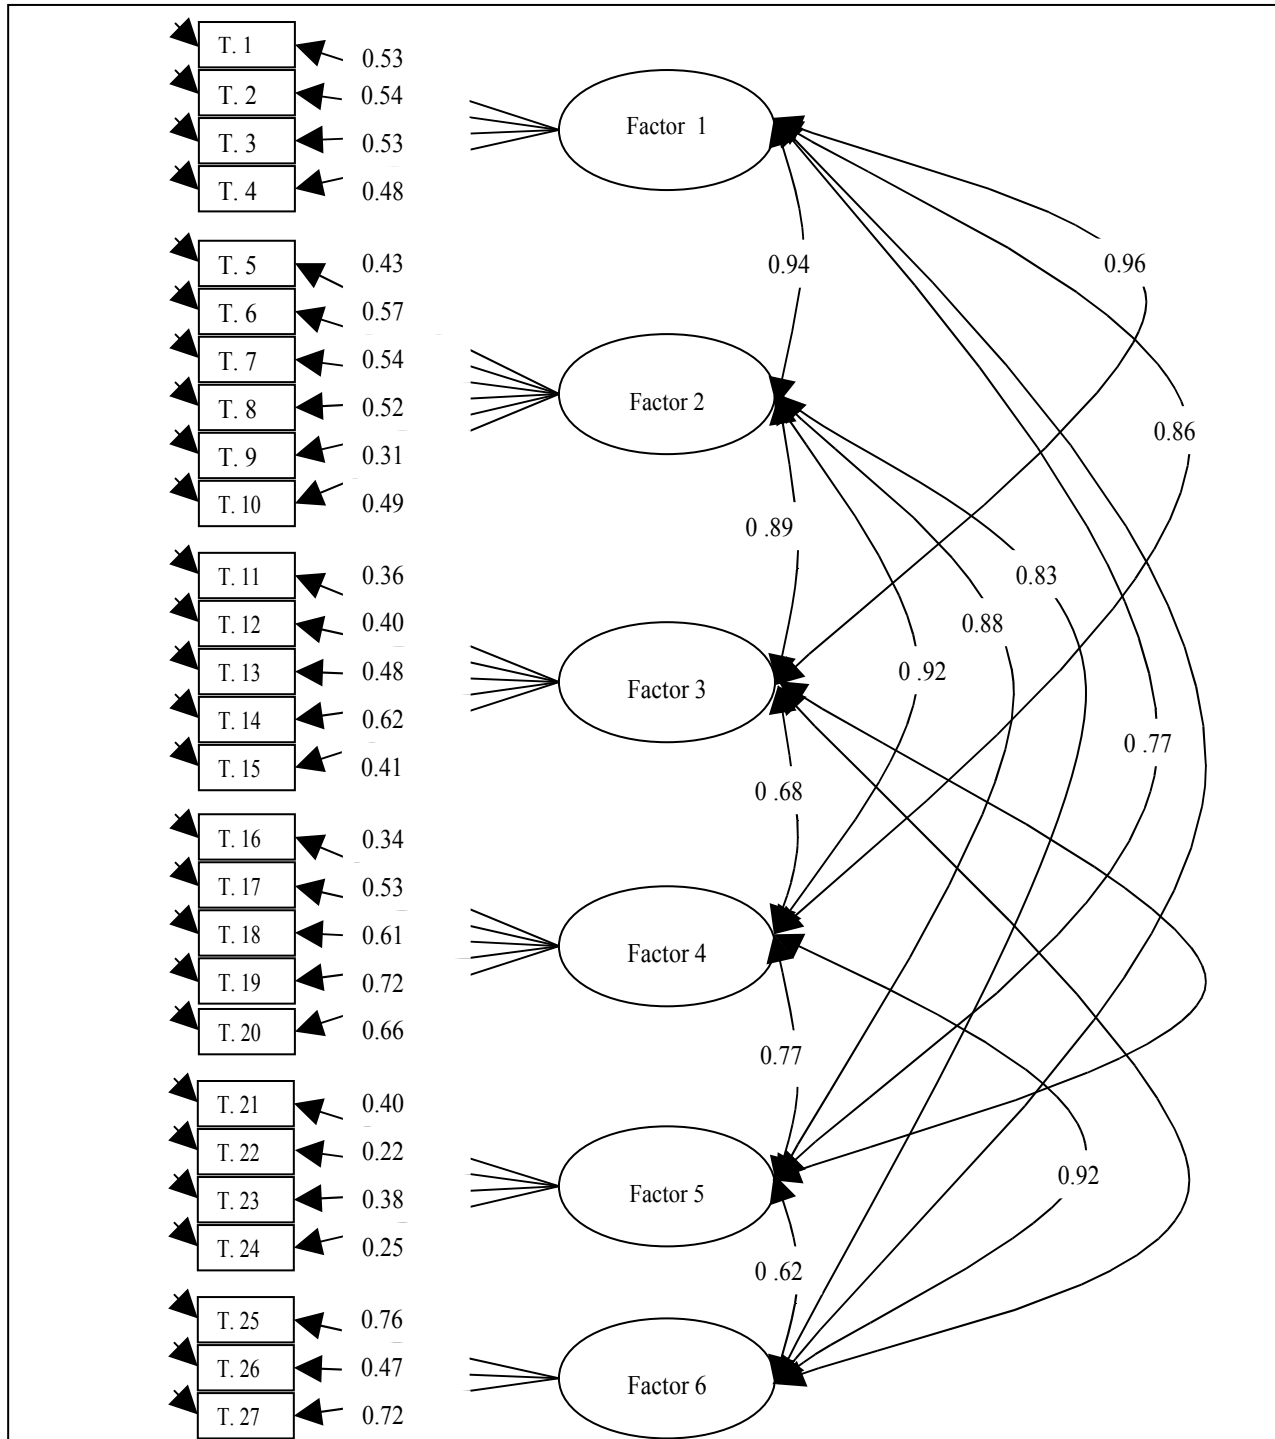 T. 1 0.53
T. 2 0.54
T. 3 0.53
T. 4 0.48
Factor 1
T. 5 0.43
T. 6 0.57
T. 7 0.54
T. 8 0.52
T. 9 0.31
T. 10 0.49
Factor 2
T. 11 0.36
T. 12 0.40
T. 13 0.48
T. 14 0.62
T. 15 0.41
Factor 3
T. 16 0.34
T. 17 0.53
T. 18 0.61
T. 19 0.72
T. 20 0.66
Factor 4
T. 21 0.40
T. 22 0.22
T. 23 0.38
T. 24 0.25
Factor 5
T. 25 0.76
T. 26 0.47
T. 27 0.72
Factor 6
0.94
0.96
0.86
0 .89
0.83
0.88
0 .92
0 .77
0 .68
0.77
0.92
0 .62